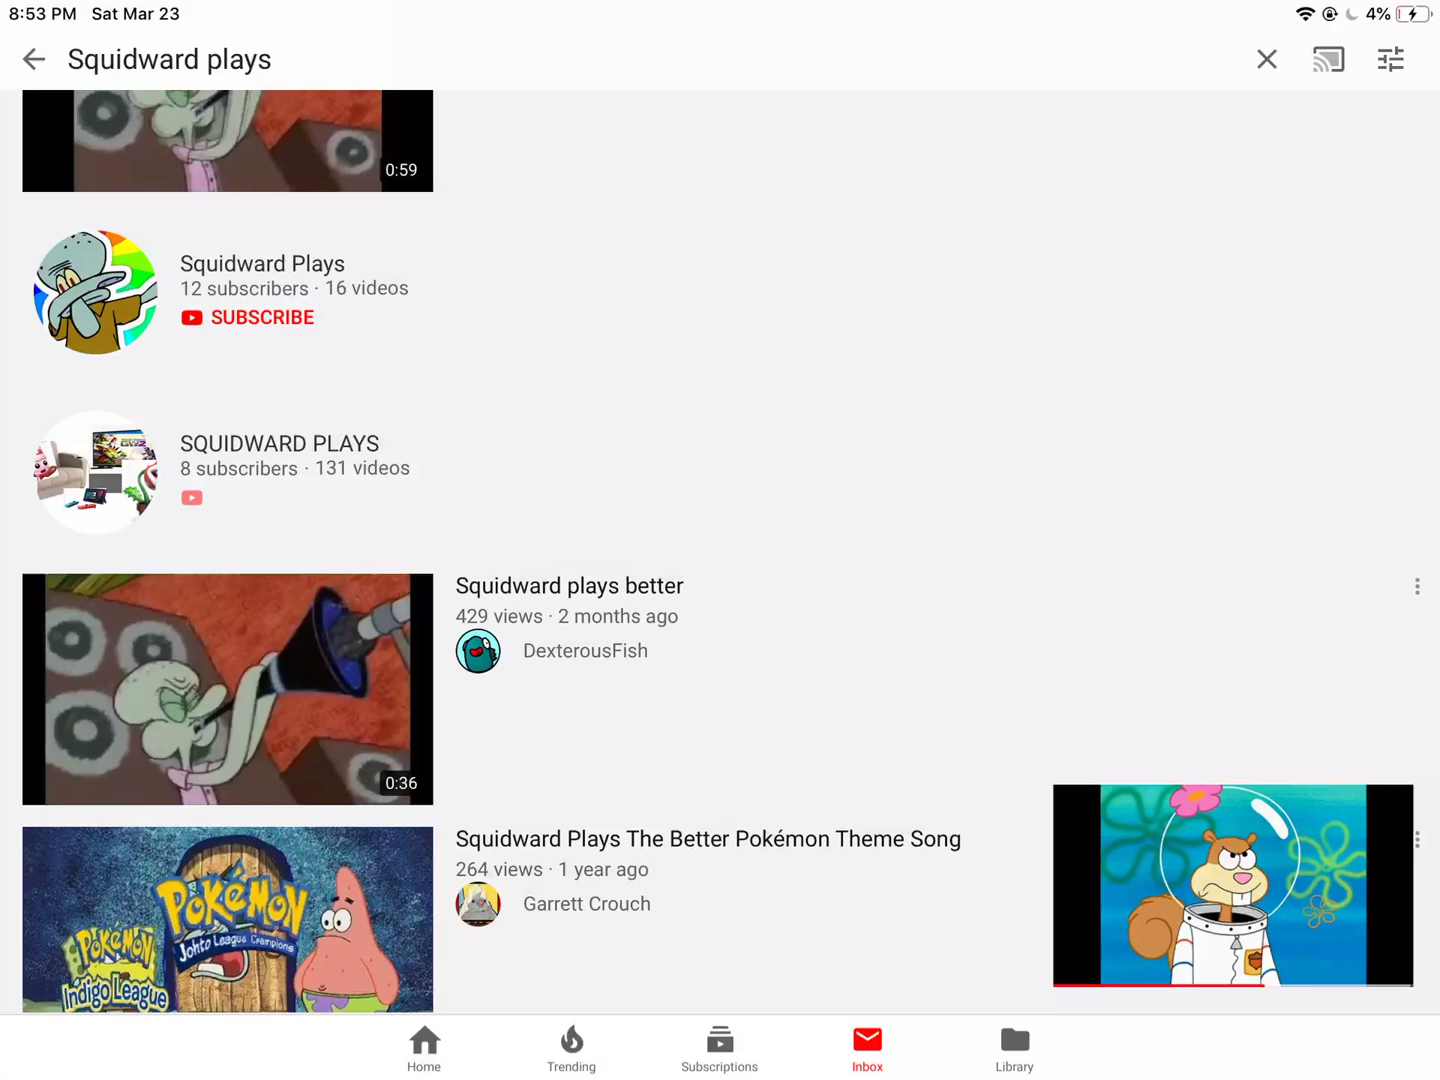 8:53 PM Sat Mar 23 4%
Squidward plays
0:59
Squidward Plays
12 subscribers · 16 videos
SUBSCRIBE
SQUIDWARD PLAYS
8 subscribers · 131 videos
Squidward plays better
429 views · 2 months ago
DexterousFish
0:36
Squidward Plays The Better Pokémon Theme Song
264 views · 1 year ago
Garrett Crouch
POKéMON
Johto League Champions
POKéMON
Indigo League
Home Trending Subscriptions Inbox Library